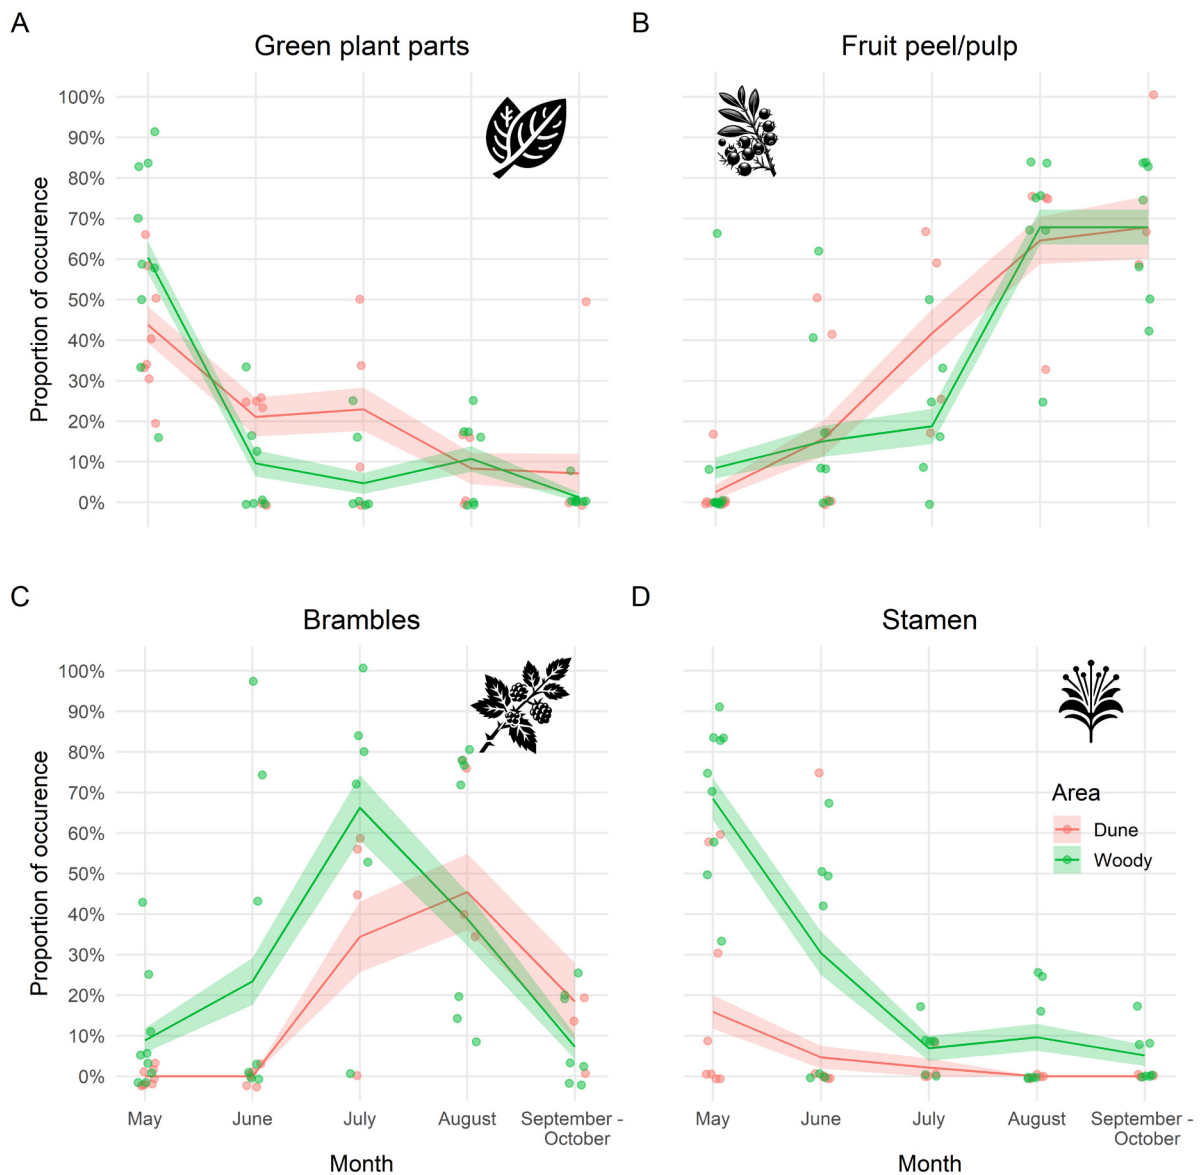 A
Green plant parts
Proportion of occurence
100%
90%
80%
70%
60%
50%
40%
30%
20%
10%
0%
B
Fruit peel/pulp
C
Brambles
Proportion of occurence
100%
90%
80%
70%
60%
50%
40%
30%
20%
10%
0%
May
June
July
August
September -
October
Month
D
Stamen
Area
Dune
Woody
May
June
July
August
September -
October
Month